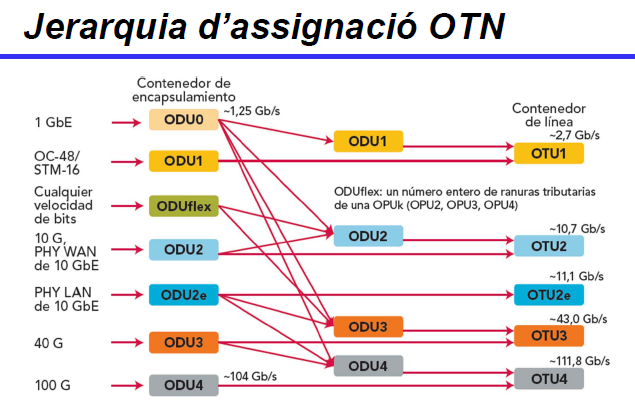 Jerarquia d’assignació OTN
Contenedor de
encapsulamiento
Contenedor
de línea
1 GbE
ODU0
~1,25 Gb/s
ODU1
~2,7 Gb/s
OTU1
OC-48/
STM-16
ODU1
Cualquier
velocidad
de bits
ODUflex
ODUflex: un número entero de ranuras tributarias
de una OPUk (OPU2, OPU3, OPU4)
10 G,
PHY WAN
de 10 GbE
ODU2
ODU2
~10,7 Gb/s
OTU2
PHY LAN
de 10 GbE
ODU2e
~11,1 Gb/s
OTU2e
40 G
ODU3
ODU3
~43,0 Gb/s
OTU3
100 G
ODU4
~104 Gb/s
ODU4
~111,8 Gb/s
OTU4